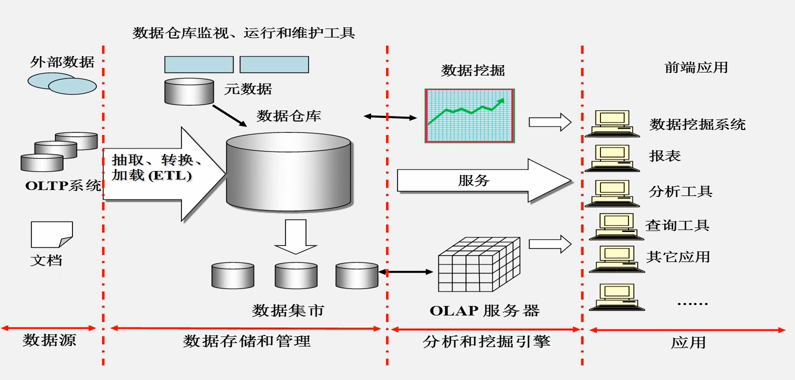 数据仓库监视、运行和维护工具
外部数据
元数据
数据仓库
数据挖掘
前端应用
抽取、转换、
加载(ETL)
OLTP系统
服务
数据挖掘系统
报表
分析工具
查询工具
其它应用
……
文档
数据集市
OLAP 服务器
数据源
数据存储和管理
分析和挖掘引擎
应用